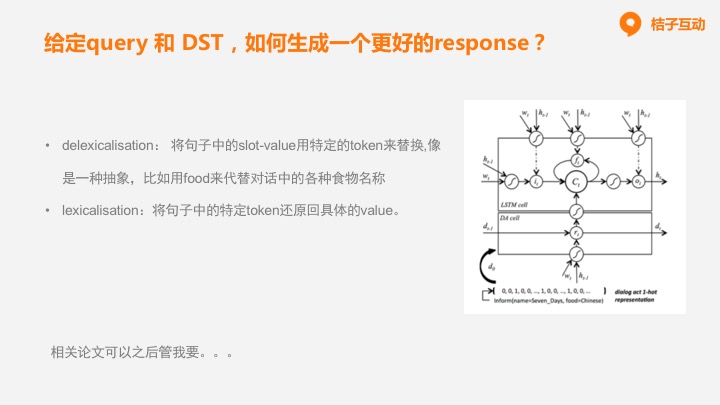 桔子互动
给定query 和 DST，如何生成一个更好的response？
• delexicalisation： 将句子中的slot-value用特定的token来替换,像
是一种抽象，比如用food来代替对话中的各种食物名称
• lexicalisation：将句子中的特定token还原回具体的value。
w_t h_{t-1} w_t h_{t-1} w_t h_{t-1}
f_t
h_{t-1}
w_t i_t C_t o_t h_t
LSTM cell
DA cell
d_{t-1} r_t d_t
d_0 w_t h_{t-1}
0, 0, 1, 0, 0, ..., 1, 0, 0, ..., 1, 0, 0, ... dialog act 1-hot
Inform(name=Seven_Days, food=Chinese) representation
相关论文可以之后管我要。。。